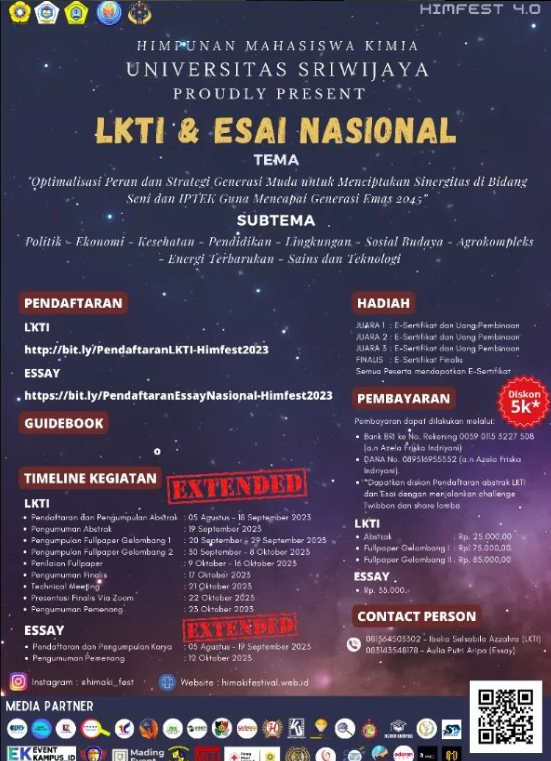 HIMFEST 4.0
HIMPUNAN MAHASISWA KIMIA
UNIVERSITAS SRIWIJAYA
PROUDLY PRESENT
LKTI & ESAI NASIONAL
TEMA
"Optimalisasi Peran dan Strategi Generasi Muda untuk Menciptakan Sinergitas di Bidang
Seni dan IPTEK Guna Mencapai Generasi Emas 2045"
SUBTEMA
Politik - Ekonomi - Kesehatan - Pendidikan - Lingkungan - Sosial Budaya - Agrokompleks
- Energi Terbarukan - Sains dan Teknologi
PENDAFTARAN
LKTI
http://bit.ly/PendaftaranLKTI-Himfest2023
ESSAY
https://bit.ly/PendaftaranEssayNasional-Himfest2023
GUIDEBOOK
TIMELINE KEGIATAN
EXTENDED
LKTI
Pendaftaran dan Pengumpulan Abstrak : 05 Agustus - 18 September 2023
Pengumuman Abstrak : 19 September 2023
Pengumpulan Fullpaper Gelombang 1 : 20 September - 29 September 2023
Pengumpulan Fullpaper Gelombang 2 : 30 September - 8 Oktober 2023
Penilaian Fullpaper : 9 Oktober - 16 Oktober 2023
Pengumuman Finalis : 17 Oktober 2023
Technical Meeting : 21 Oktober 2023
Presentasi Finalis Via Zoom : 22 Oktober 2023
Pengumuman Pemenang : 23 Oktober 2023
EXTENDED
ESSAY
Pendaftaran dan Pengumpulan Karya : 05 Agustus - 19 September 2023
Pengumuman Pemenang : 12 Oktober 2023
Instagram : @himaki_fest
Website : himakifestival.web.id
HADIAH
JUARA 1 : E-Sertifikat dan Uang Pembinaan
JUARA 2 : E-Sertifikat dan Uang Pembinaan
JUARA 3 : E-Sertifikat dan Uang Pembinaan
FINALIS : E-Sertifikat Finalis
Semua Peserta mendapatkan E-Sertifikat
Diskon
5k*
PEMBAYARAN
Pembayaran dapat dilakukan melalui:
Bank BRI ke No. Rekening 0059 0115 5227 508
(a.n Azela Friska Indriyani)
DANA No. 089516955552 (a.n Azela Friska
Indriyani).
*Dapatkan diskon Pendaftaran abstrak LKTI
dan Esai dengan menjalankan challenge
Twibbon dan share lomba
LKTI
Abstrak : Rp. 25.000,00
Fullpaper Gelombang I : Rp. 75.000,00
Fullpaper Gelombang II : Rp. 85.000,00
ESSAY
Rp. 35.000,-
CONTACT PERSON
081364503302 - Ibelia Salsabila Azzahra (LKTI)
083143548178 - Aulia Putri Aripa (Essay)
MEDIA PARTNER
EK EVENT
KAMPUS_ID
Mading
Event